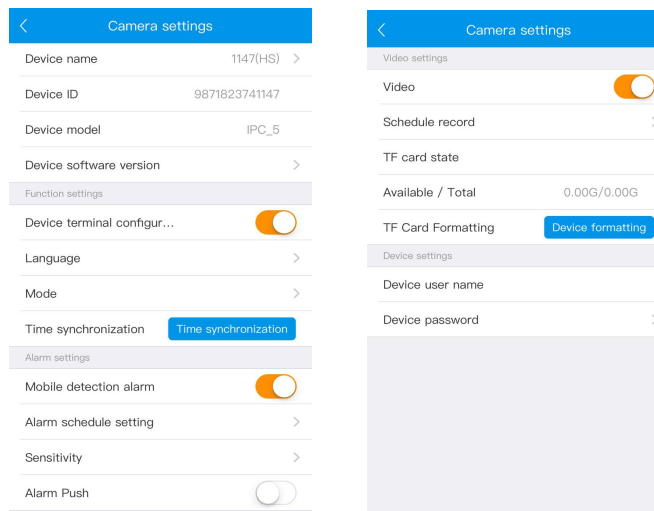 Camera settings
Device name 1147(HS)
Device ID 9871823741147
Device model IPC_5
Device software version
Function settings
Device terminal configur...
Language
Mode
Time synchronization Time synchronization
Alarm settings
Mobile detection alarm
Alarm schedule setting
Sensitivity
Alarm Push
Camera settings
Video settings
Video
Schedule record
TF card state
Available / Total 0.00G/0.00G
TF Card Formatting Device formatting
Device settings
Device user name
Device password